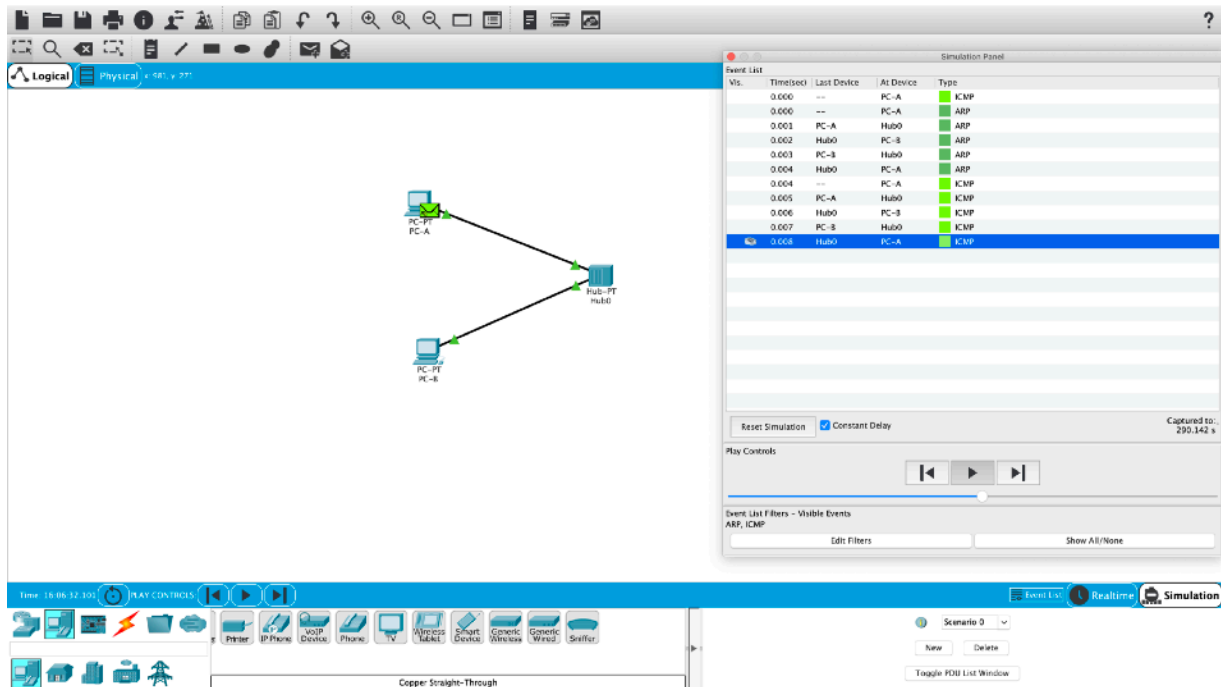 ?
Simulation Panel
Logical Physical x: 981, y: 271
Event List
Vis. Time(sec) Last Device At Device Type
0.000 -- PC-A ICMP
0.000 -- PC-A ARP
0.001 PC-A Hub0 ARP
0.002 Hub0 PC-B ARP
0.003 PC-B Hub0 ARP
0.004 Hub0 PC-A ARP
0.004 -- PC-A ICMP
0.005 PC-A Hub0 ICMP
0.006 Hub0 PC-B ICMP
0.007 PC-B Hub0 ICMP
0.008 Hub0 PC-A ICMP
PC-PT
PC-A
Hub-PT
Hub0
PC-PT
PC-B
Reset Simulation Constant Delay Captured to:
290.142 s
Play Controls
Event List Filters - Visible Events
ARP, ICMP
Edit Filters Show All/None
Time: 16:06:32.101 PLAY CONTROLS: Event List Realtime Simulation
Printer IP Phone VoIP Device Phone TV Wireless Tablet Smart Device Generic Wireless Generic Wired Sniffer
Scenario 0
New Delete
Toggle PDU List Window
Copper Straight-Through